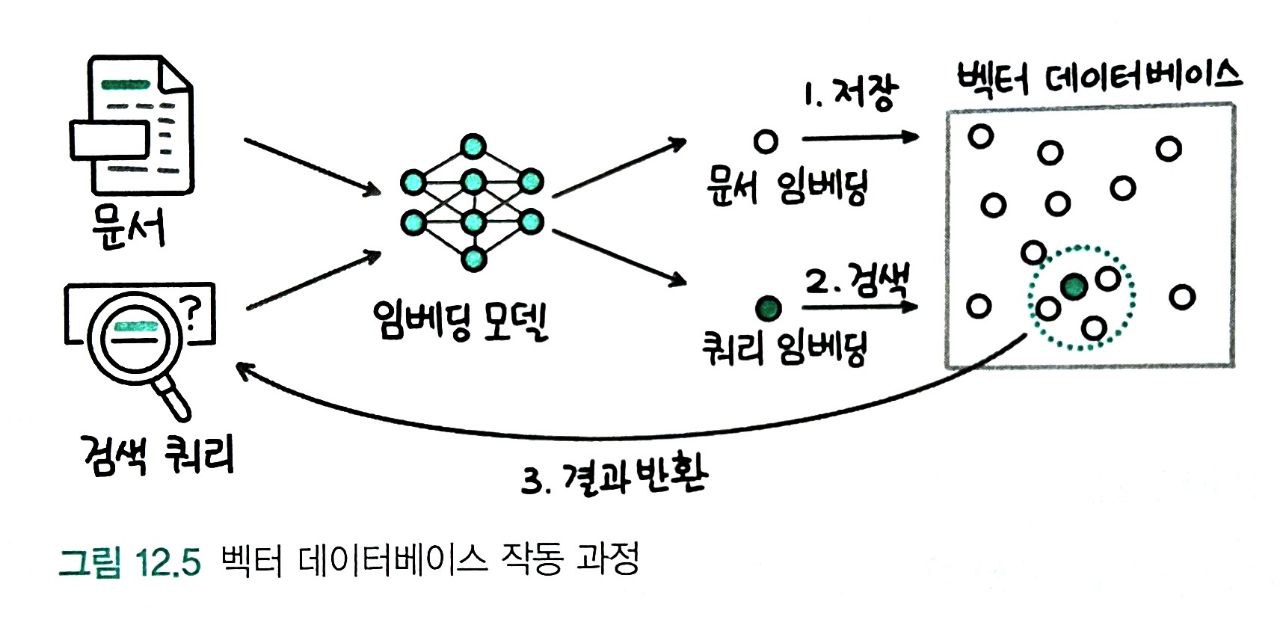 벡터 데이터베이스
1. 저장
문서 임베딩
문서
?
임베딩 모델
2. 검색
쿼리 임베딩
검색 쿼리
3. 결과 반환
그림 12.5 벡터 데이터베이스 작동 과정